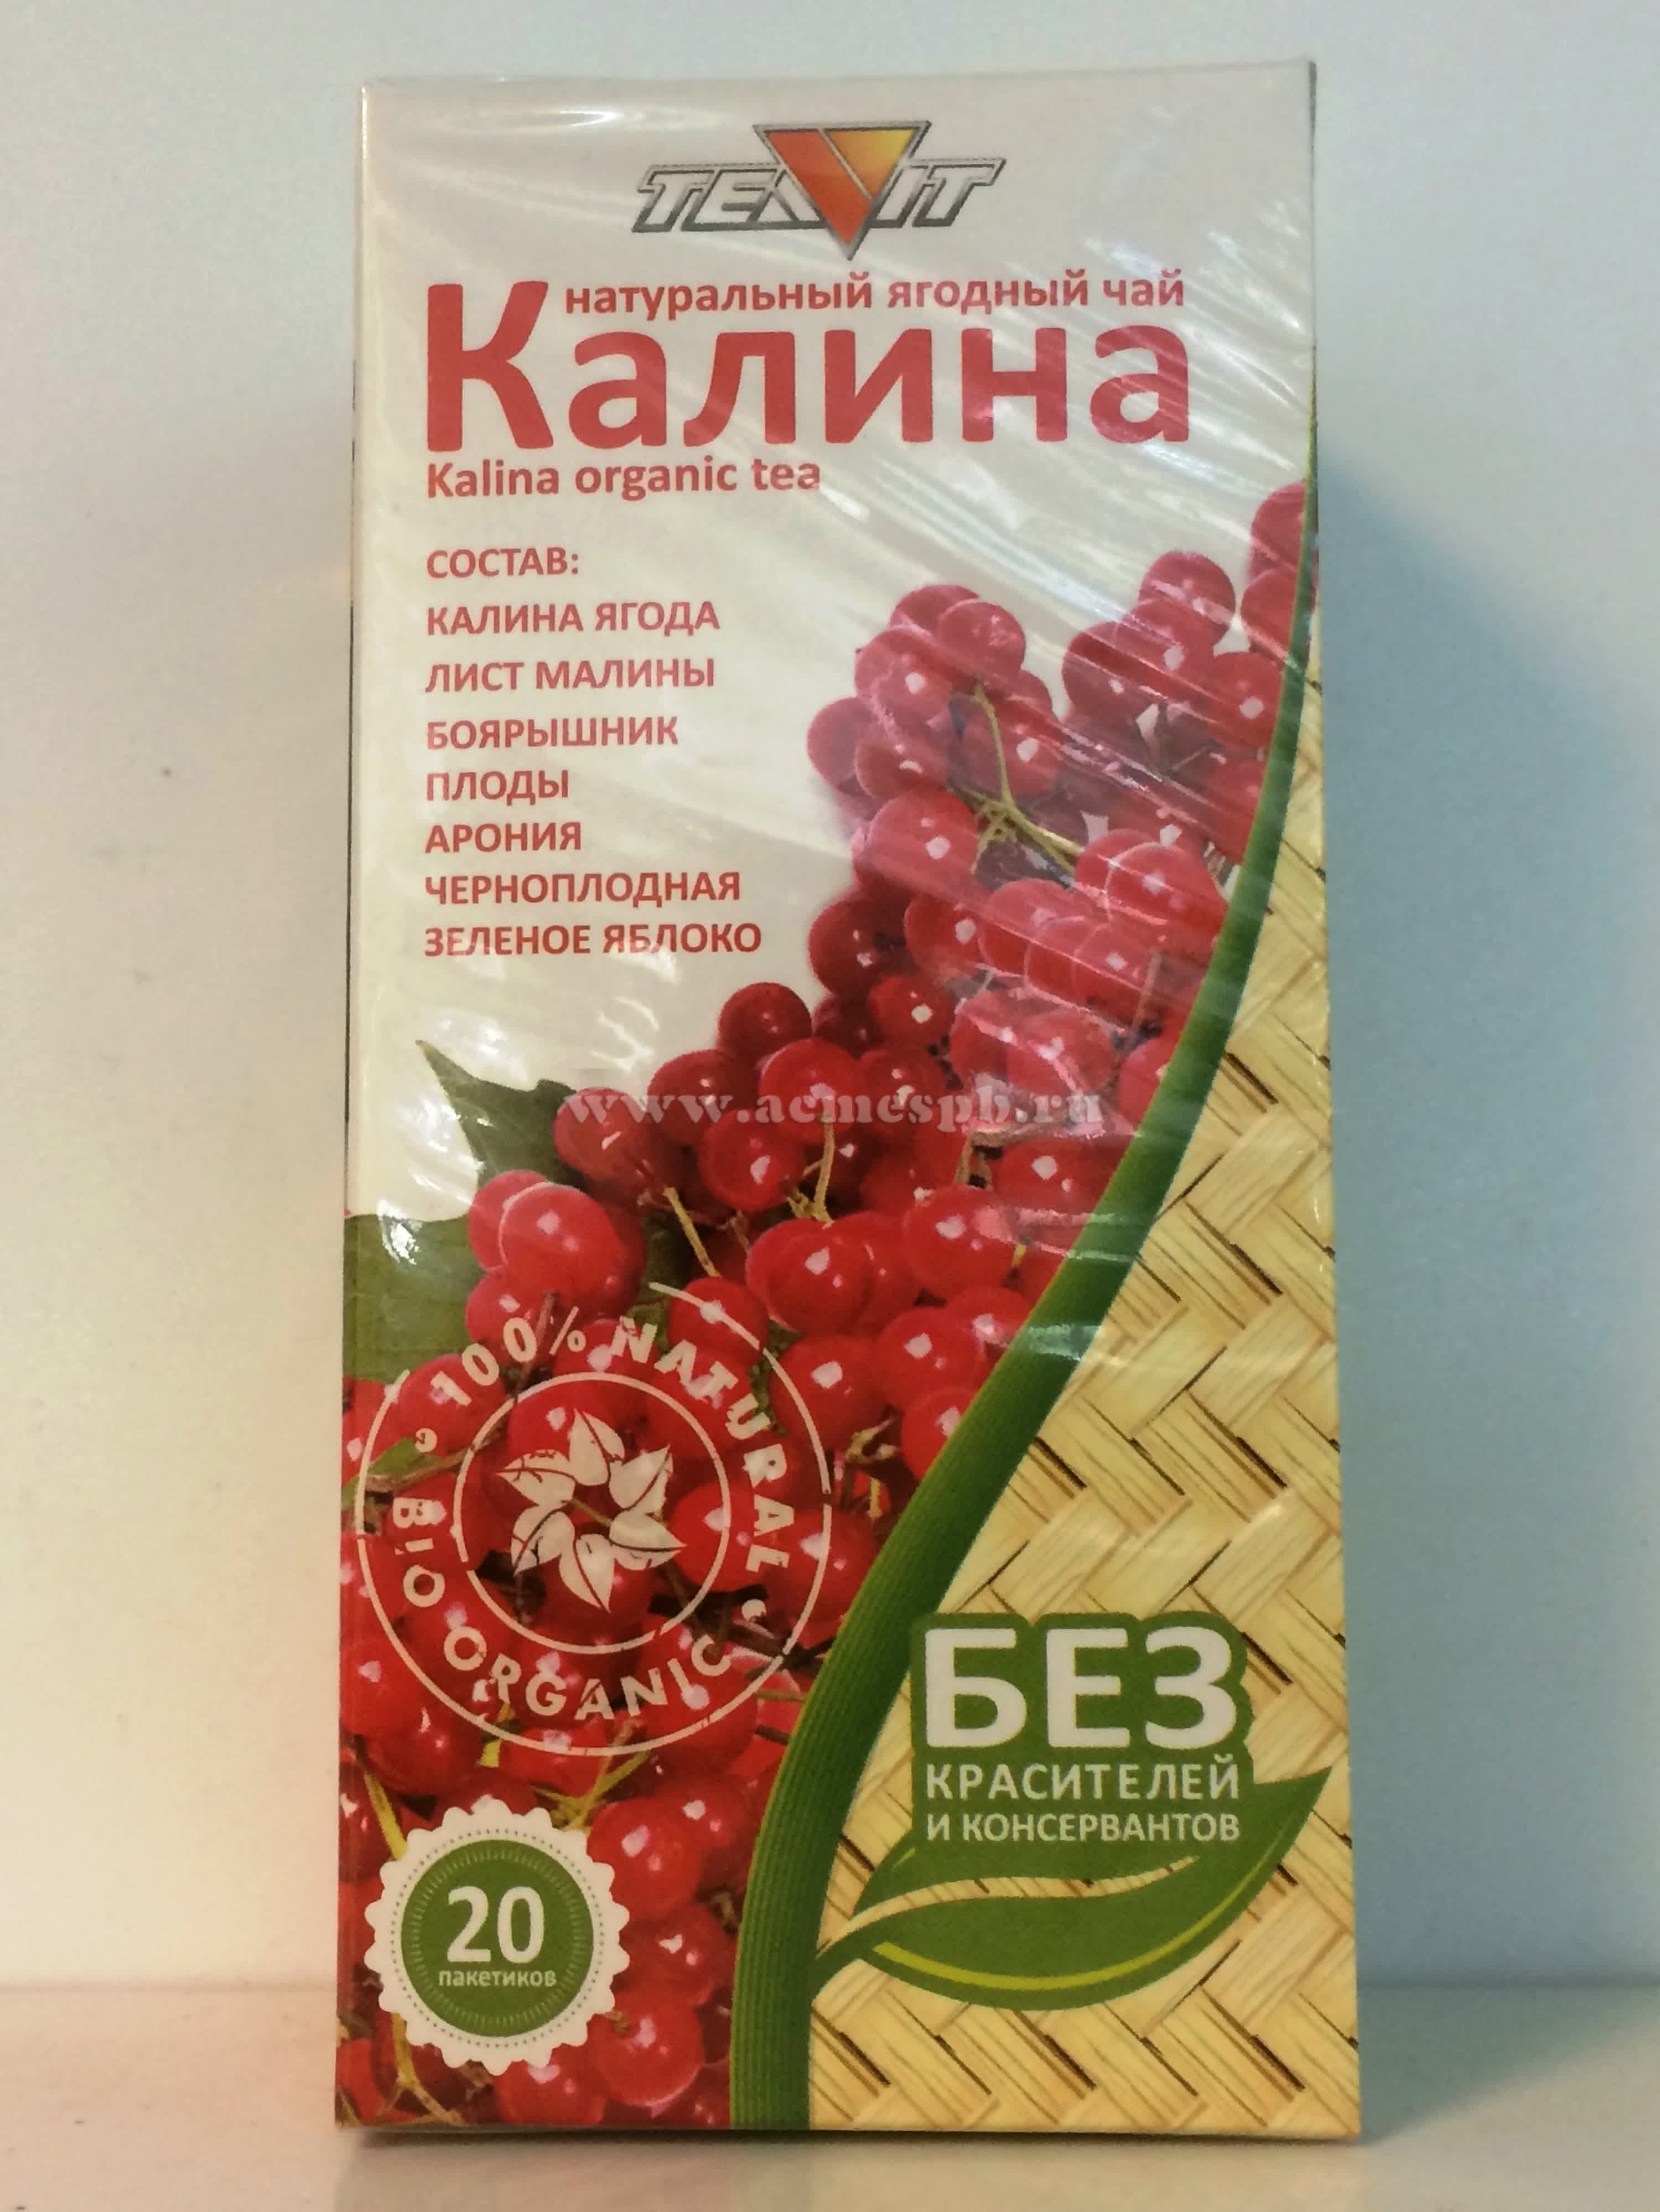 TEAVIT
натуральный ягодный чай
Калина
Kalina organic tea
СОСТАВ:
КАЛИНА ЯГОДА
ЛИСТ МАЛИНЫ
БОЯРЫШНИК
ПЛОДЫ
АРОНИЯ
ЧЕРНОПЛОДНАЯ
ЗЕЛЕНОЕ ЯБЛОКО
www.acmespb.ru
100% NATURAL
BIO ORGANIC
БЕЗ
КРАСИТЕЛЕЙ
И КОНСЕРВАНТОВ
20
пакетиков